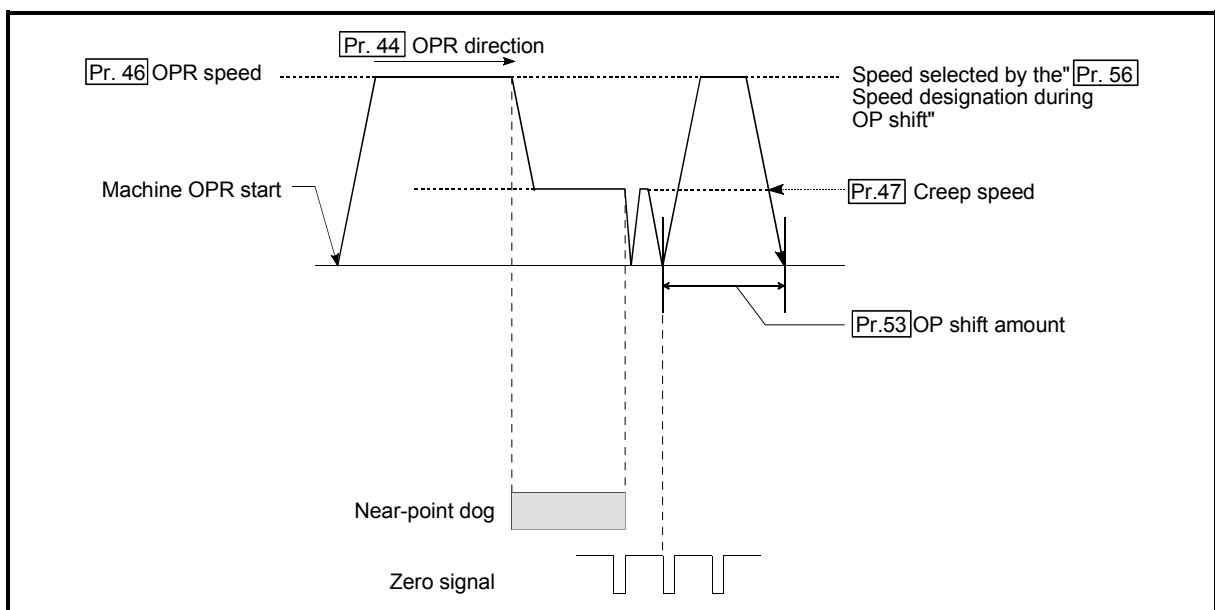 Pr. 44 OPR direction
Pr. 46 OPR speed
Speed selected by the" Pr. 56
Speed designation during
OP shift"
Machine OPR start
Pr.47 Creep speed
Pr.53 OP shift amount
Near-point dog
Zero signal